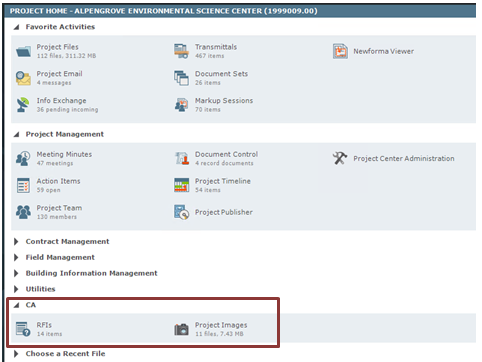 PROJECT HOME - ALPENGROVE ENVIRONMENTAL SCIENCE CENTER (1999009.00)
Favorite Activities
Project Files
112 files, 311.32 MB
Transmittals
467 items
Newforma Viewer
Project Email
4 messages
Document Sets
26 items
Info Exchange
26 pending incoming
Markup Sessions
70 items
Project Management
Meeting Minutes
47 meetings
Document Control
4 record documents
Project Center Administration
Action Items
59 open
Project Timeline
54 items
Project Team
130 members
Project Publisher
Contract Management
Field Management
Building Information Management
Utilities
CA
RFIs
14 items
Project Images
11 files, 7.43 MB
Choose a Recent File